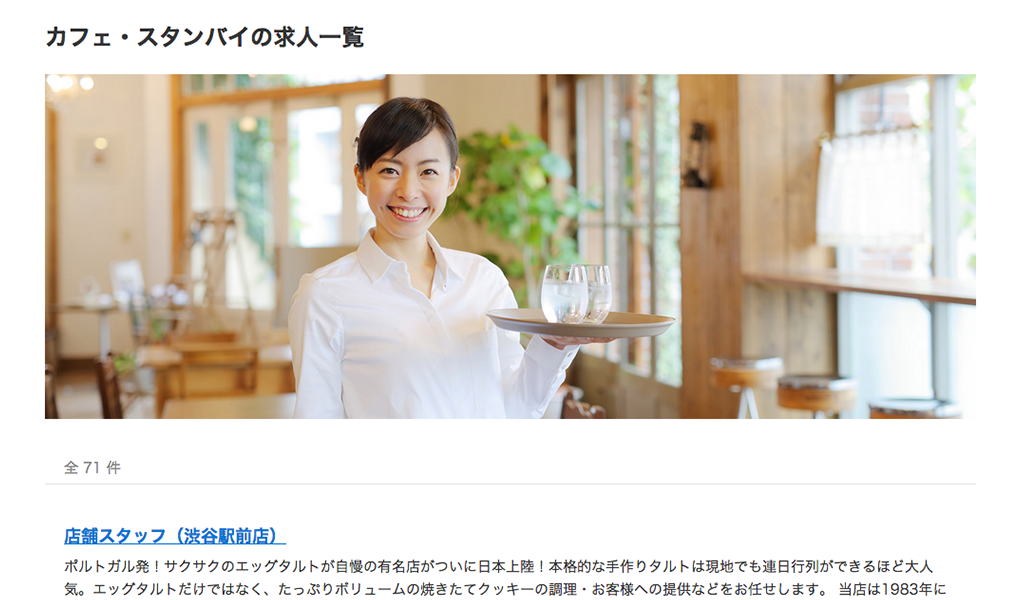 カフェ・スタンバイの求人一覧
全 71 件
店舗スタッフ（渋谷駅前店）
ポルトガル発！サクサクのエッグタルトが自慢の有名店がついに日本上陸！本格的な手作りタルトは現地でも連日行列ができるほど大人
気。エッグタルトだけではなく、たっぷりボリュームの焼きたてクッキーの調理・お客様への提供などをお任せします。 当店は1983年に